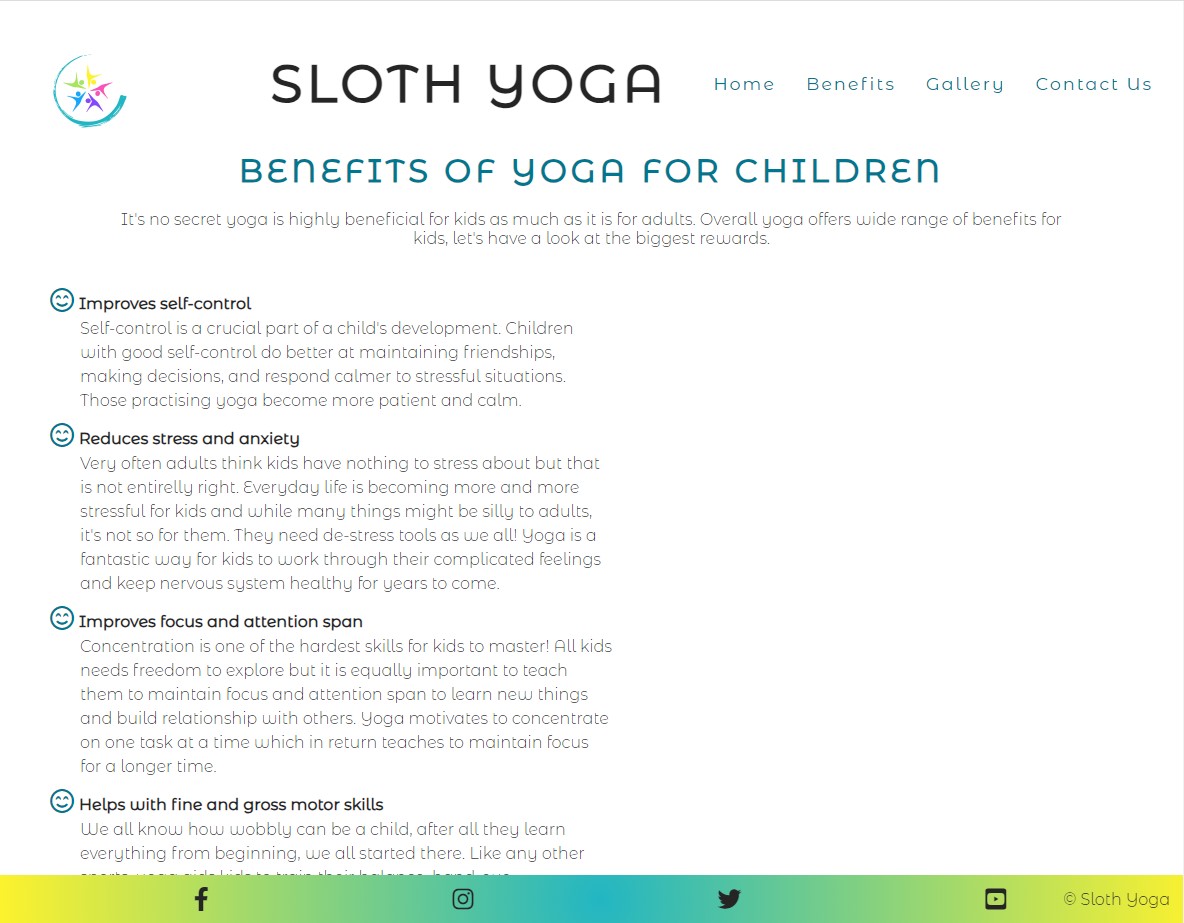 SLOTH YOGA
Home Benefits Gallery Contact Us
BENEFITS OF YOGA FOR CHILDREN
It's no secret yoga is highly beneficial for kids as much as it is for adults. Overall yoga offers wide range of benefits for
kids, let's have a look at the biggest rewards.
Improves self-control
Self-control is a crucial part of a child's development. Children
with good self-control do better at maintaining friendships,
making decisions, and respond calmer to stressful situations.
Those practising yoga become more patient and calm.
Reduces stress and anxiety
Very often adults think kids have nothing to stress about but that
is not entirelly right. Everyday life is becoming more and more
stressful for kids and while many things might be silly to adults,
it's not so for them. They need de-stress tools as we all! Yoga is a
fantastic way for kids to work through their complicated feelings
and keep nervous system healthy for years to come.
Improves focus and attention span
Concentration is one of the hardest skills for kids to master! All kids
needs freedom to explore but it is equally important to teach
them to maintain focus and attention span to learn new things
and build relationship with others. Yoga motivates to concentrate
on one task at a time which in return teaches to maintain focus
for a longer time.
Helps with fine and gross motor skills
We all know how wobbly can be a child, after all they learn
everything from beginning, we all started there. Like any other
© Sloth Yoga